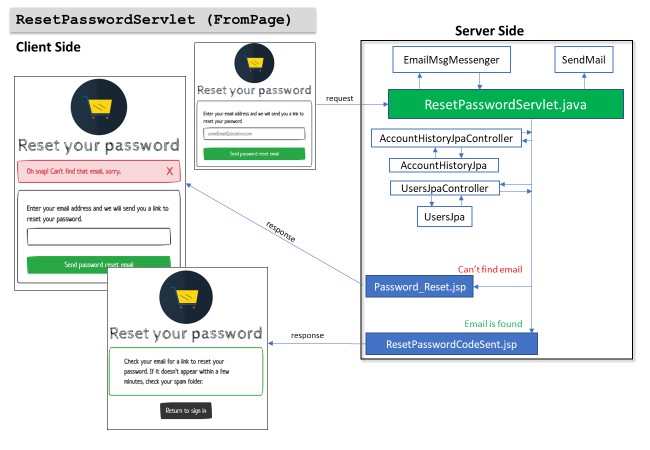 ResetPasswordServlet (FromPage)
Client Side
Server Side
Reset your password
Enter your email address and we will send you a link to
reset your password.
Send password reset email
request
EmailMsgMessenger
SendMail
ResetPasswordServlet.java
AccountHistoryJpaController
AccountHistoryJpa
UsersJpaController
UsersJpa
Reset your password
Oh snap! Can't find that email, sorry. X
Enter your email address and we will send you a link to
reset your password.
Send password reset email
response
Can't find email
Password_Reset.jsp
Email is found
ResetPasswordCodeSent.jsp
response
Reset your password
Check your email for a link to reset your
password. If it doesn't appear within a few
minutes, check your spam folder.
Return to sign in